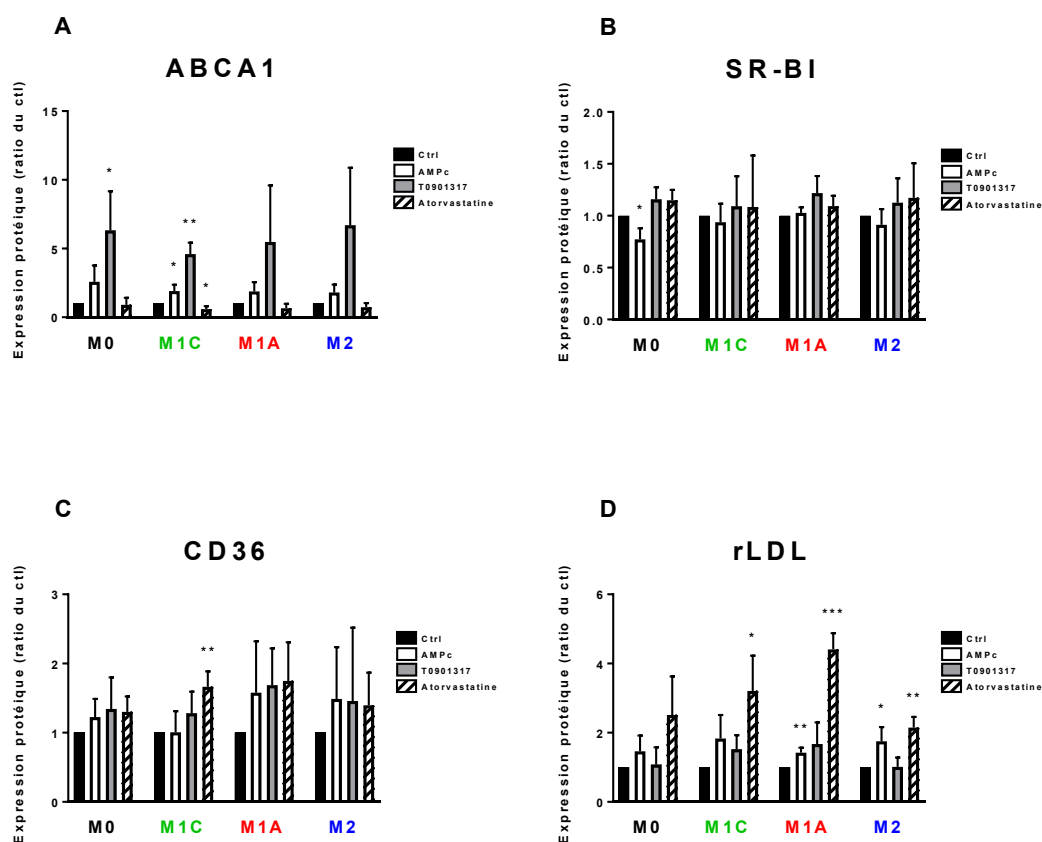 A
ABCA1
Expression protéique (ratio du ctl)
15
10
5
0
*
**
*
*
M0 M1C M1A M2
Ctrl
AMPc
T0901317
Atorvastatine
B
SR-BI
Expression protéique (ratio du ctl)
2.0
1.5
1.0
0.5
0.0
*
M0 M1C M1A M2
Ctrl
AMPc
T0901317
Atorvastatine
C
CD36
Expression protéique (ratio du ctl)
3
2
1
0
**
M0 M1C M1A M2
Ctrl
AMPc
T0901317
Atorvastatine
D
rLDL
Expression protéique (ratio du ctl)
6
4
2
0
***
*
*
**
**
M0 M1C M1A M2
Ctrl
AMPc
T0901317
Atorvastatine